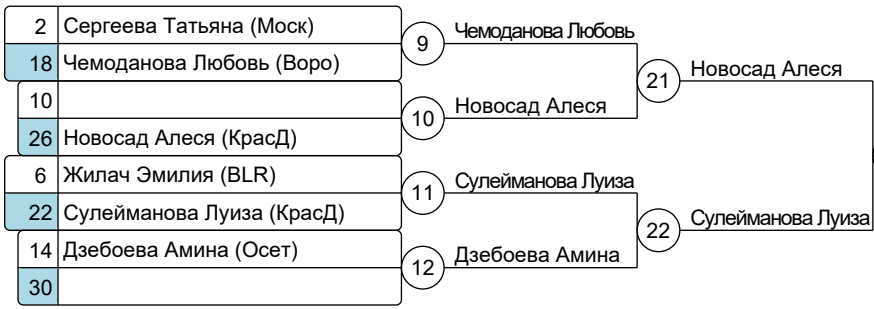 2 Сергеева Татьяна (Моск)
18 Чемоданова Любовь (Воро)
9 Чемоданова Любовь
10
26 Новосад Алеся (КрасД)
10 Новосад Алеся
21 Новосад Алеся
6 Жилач Эмилия (BLR)
22 Сулейманова Луиза (КрасД)
11 Сулейманова Луиза
14 Дзебоева Амина (Осет)
30
12 Дзебоева Амина
22 Сулейманова Луиза